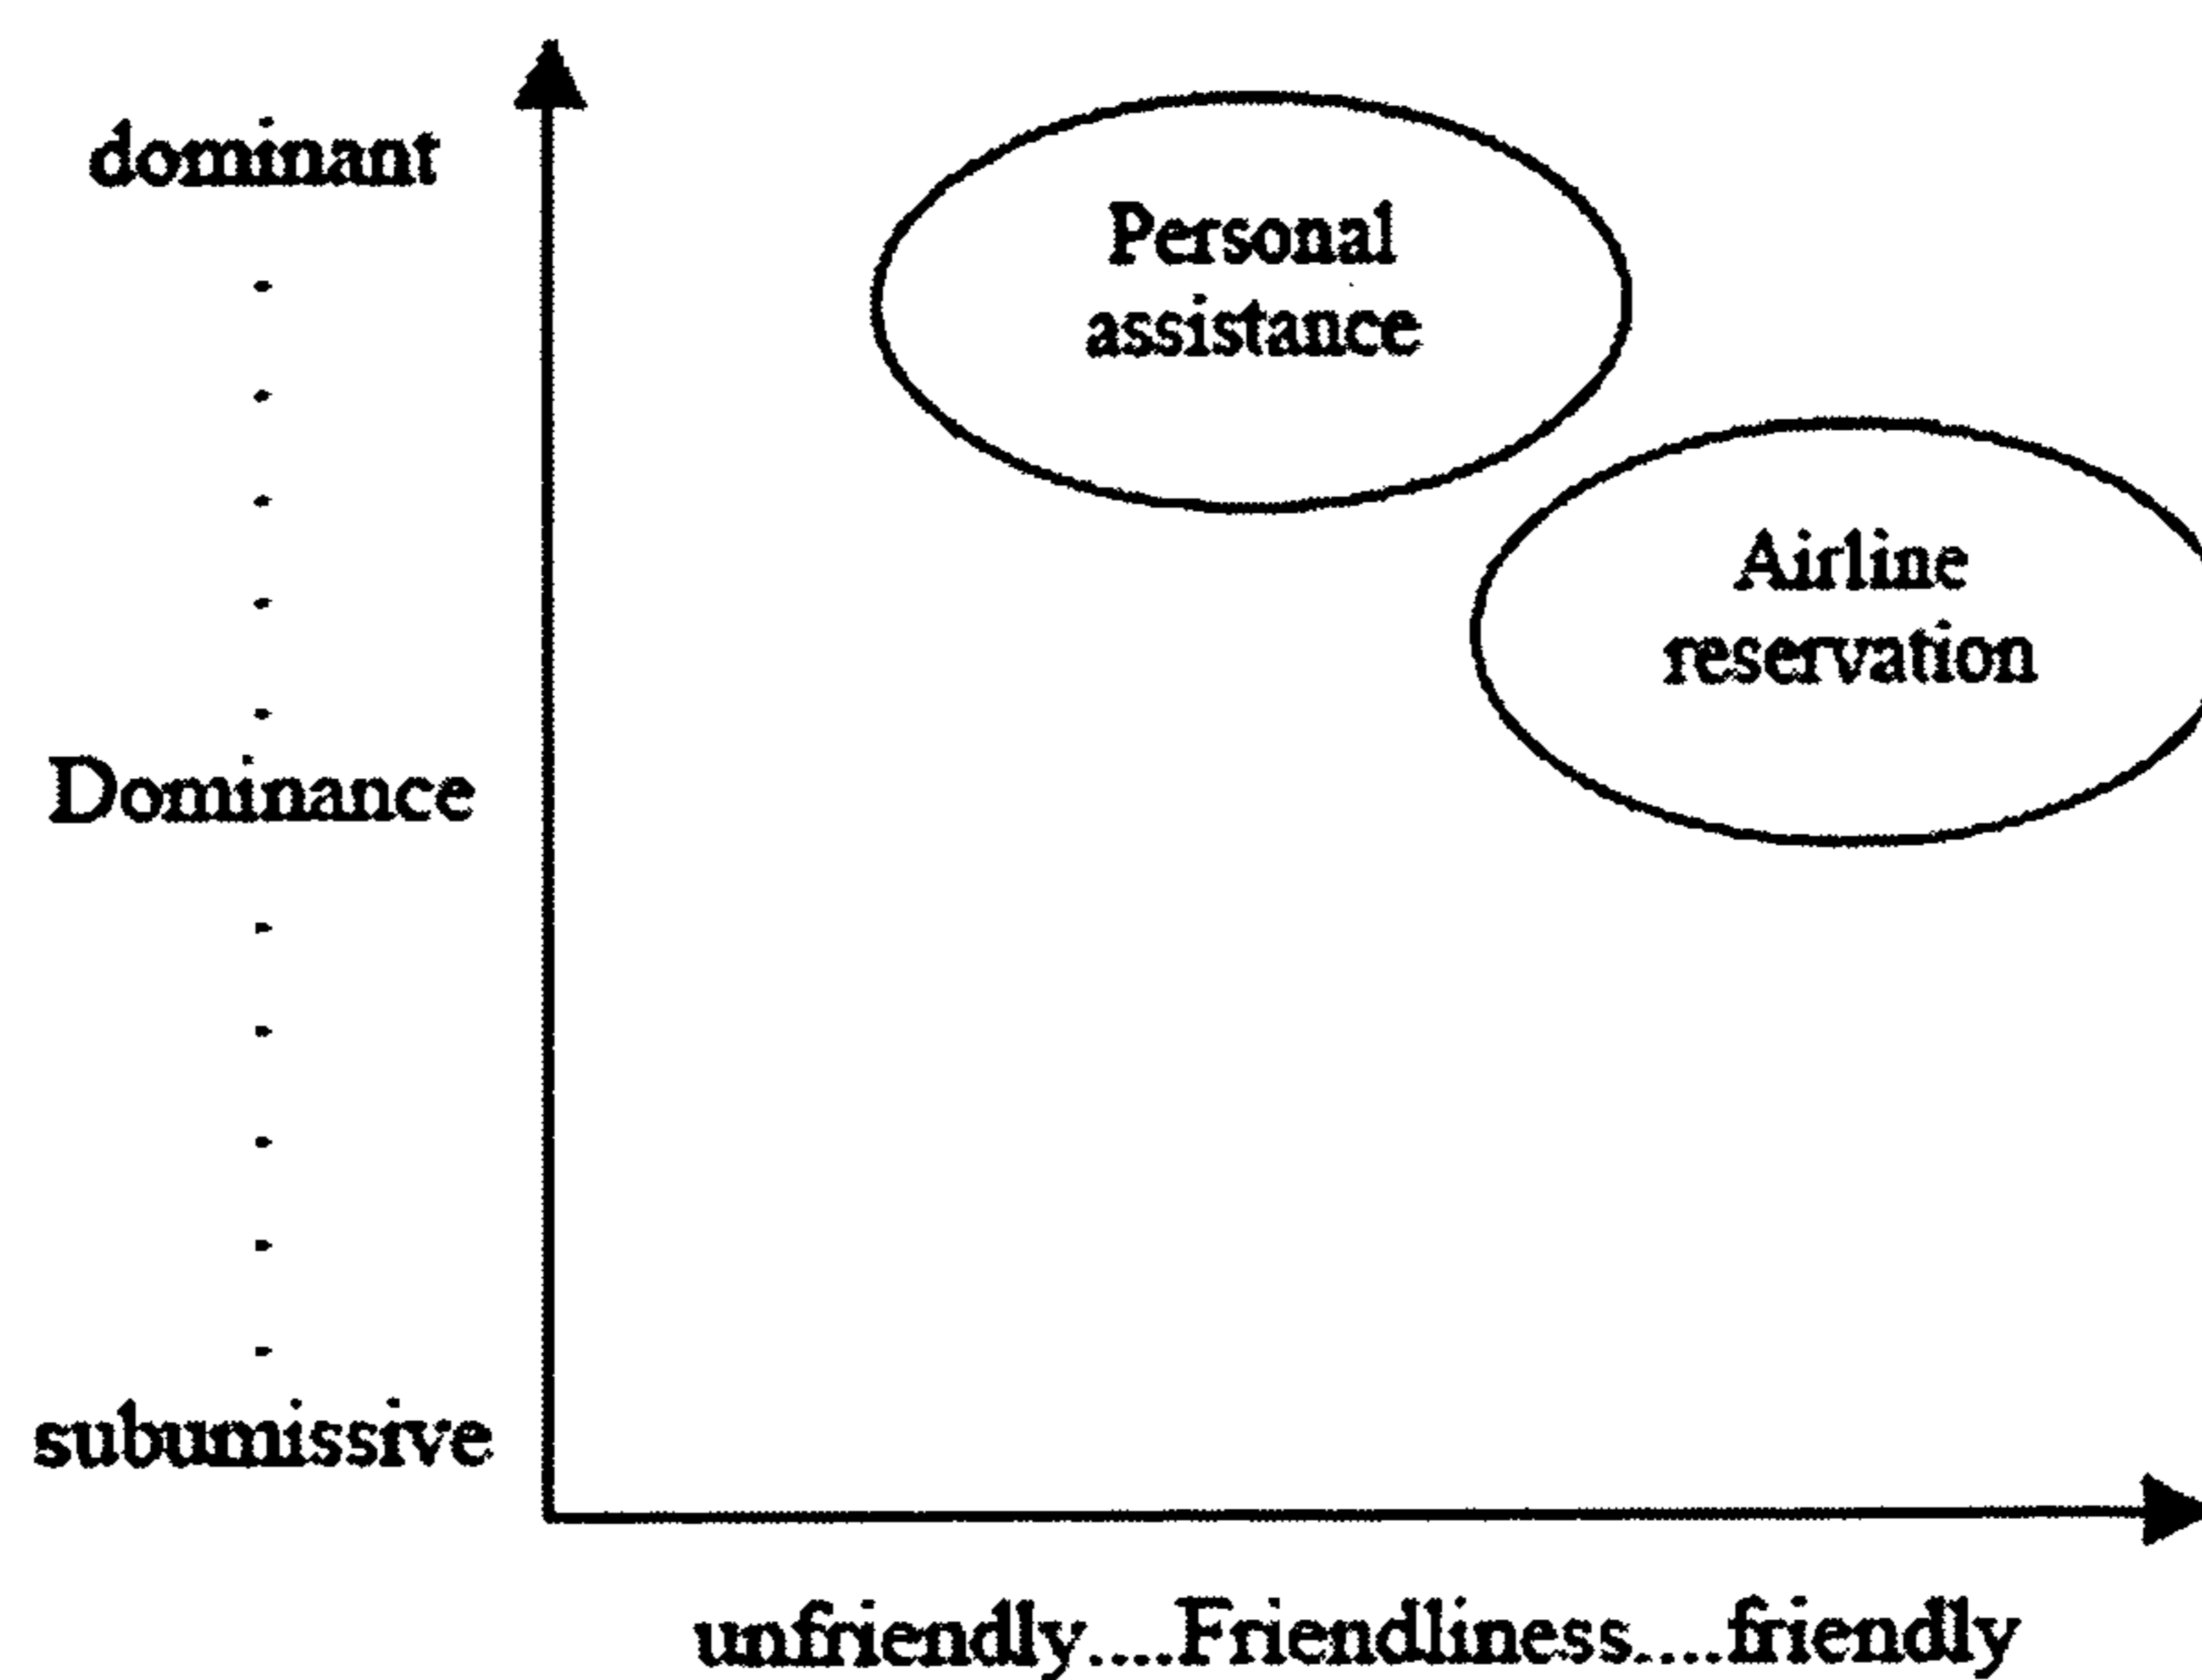 dominant
Personal
assistance
Airline
reservation
Dominance
subumissive
unfriendly....Friendliness....friendly